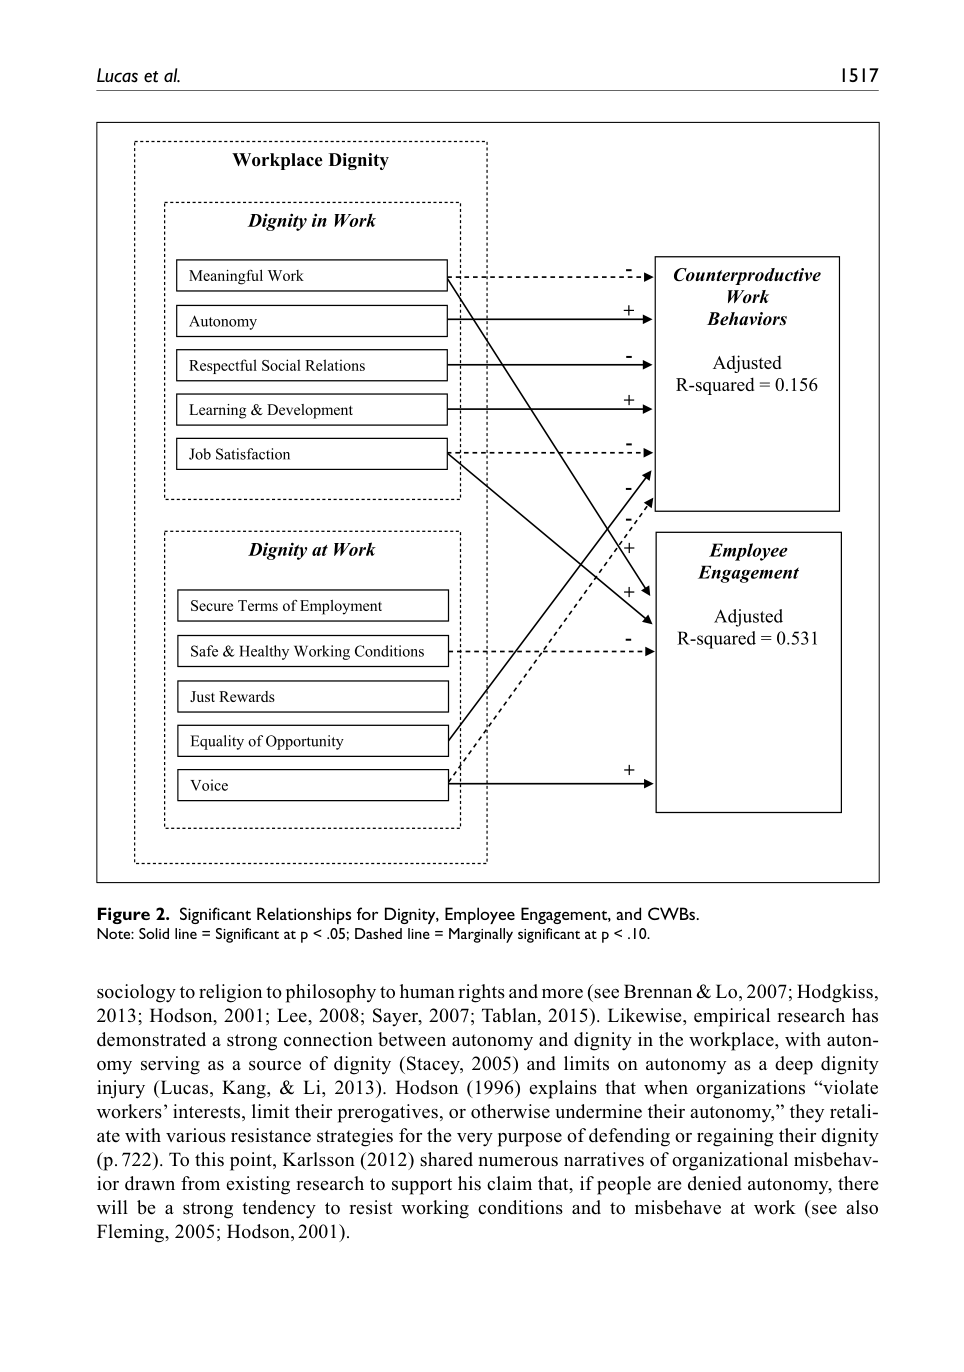 Lucas et al. 1517
Workplace Dignity
Dignity in Work
Meaningful Work
Autonomy
Respectful Social Relations
Learning & Development
Job Satisfaction
Dignity at Work
Secure Terms of Employment
Safe & Healthy Working Conditions
Just Rewards
Equality of Opportunity
Voice
-
+
-
+
-
-
-
+
+
-
+
Counterproductive
Work
Behaviors
Adjusted
R-squared = 0.156
Employee
Engagement
Adjusted
R-squared = 0.531
Figure 2. Significant Relationships for Dignity, Employee Engagement, and CWBs.
Note: Solid line = Significant at p < .05; Dashed line = Marginally significant at p < .10.
sociology to religion to philosophy to human rights and more (see Brennan & Lo, 2007; Hodgkiss,
2013; Hodson, 2001; Lee, 2008; Sayer, 2007; Tablan, 2015). Likewise, empirical research has
demonstrated a strong connection between autonomy and dignity in the workplace, with auton-
omy serving as a source of dignity (Stacey, 2005) and limits on autonomy as a deep dignity
injury (Lucas, Kang, & Li, 2013). Hodson (1996) explains that when organizations “violate
workers’ interests, limit their prerogatives, or otherwise undermine their autonomy,” they retali-
ate with various resistance strategies for the very purpose of defending or regaining their dignity
(p. 722). To this point, Karlsson (2012) shared numerous narratives of organizational misbehav-
ior drawn from existing research to support his claim that, if people are denied autonomy, there
will be a strong tendency to resist working conditions and to misbehave at work (see also
Fleming, 2005; Hodson, 2001).